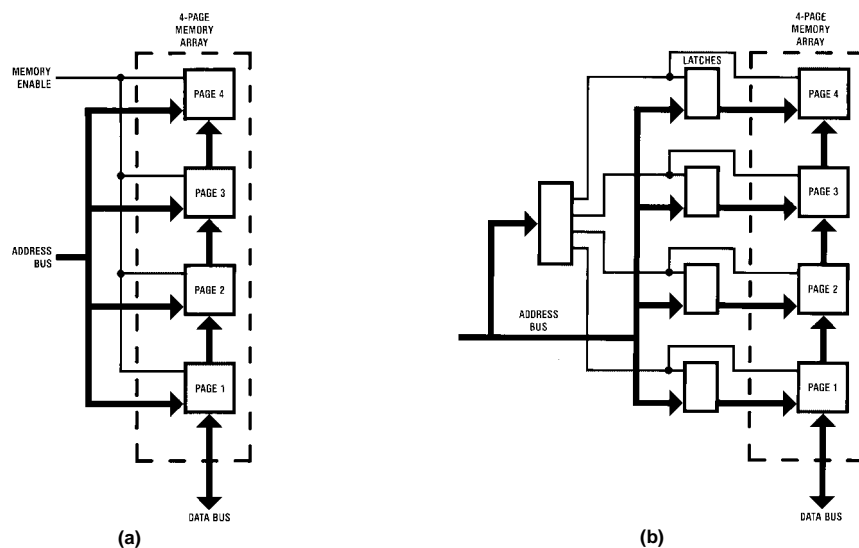 4-PAGE
MEMORY
ARRAY
MEMORY
ENABLE
PAGE 4
PAGE 3
ADDRESS
BUS
PAGE 2
PAGE 1
DATA BUS
(a)
4-PAGE
MEMORY
ARRAY
LATCHES
PAGE 4
PAGE 3
PAGE 2
ADDRESS
BUS
PAGE 1
DATA BUS
(b)